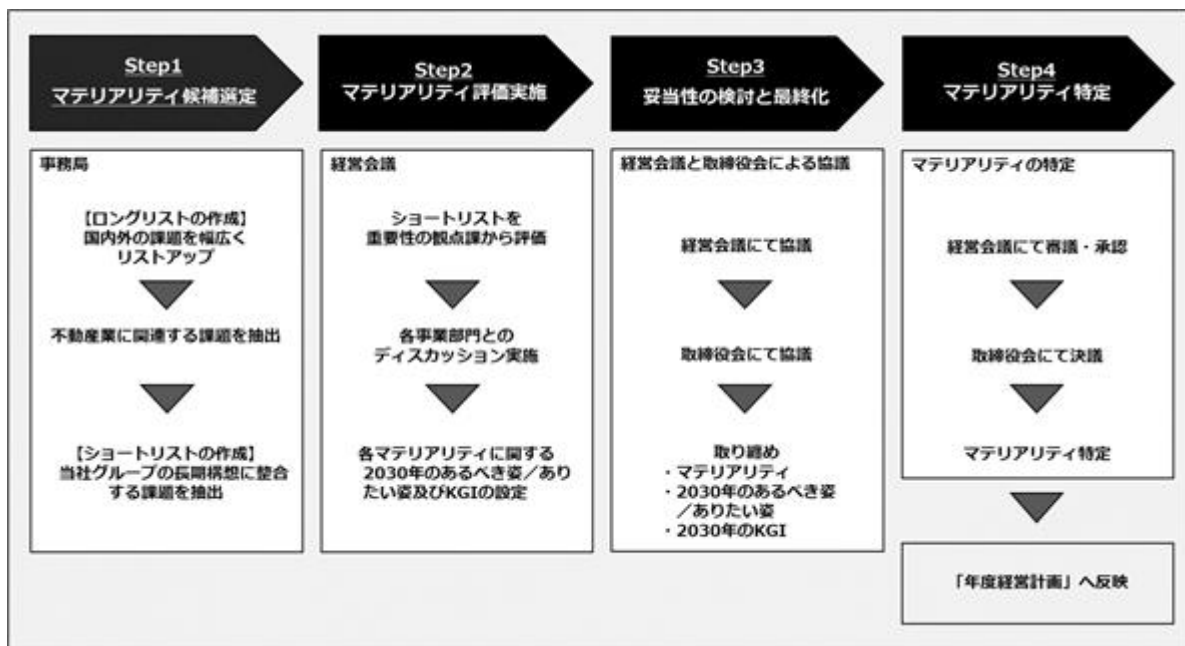 Step1
マテリアリティ候補選定
事務局
【ロングリストの作成】
国内外の課題を幅広く
リストアップ
不動産業に関連する課題を抽出
【ショートリストの作成】
当社グループの長期構想に整合
する課題を抽出
Step2
マテリアリティ評価実施
経営会議
ショートリストを
重要性の観点課から評価
各事業部門との
ディスカッション実施
各マテリアリティに関する
2030年のあるべき姿／あり
たい姿及びKGIの設定
Step3
妥当性の検討と最終化
経営会議と取締役会による協議
経営会議にて協議
取締役会にて協議
取り纏め
・マテリアリティ
・2030年のあるべき姿
／ありたい姿
・2030年のKGI
Step4
マテリアリティ特定
マテリアリティの特定
経営会議にて審議・承認
取締役会にて決議
マテリアリティ特定
「年度経営計画」へ反映